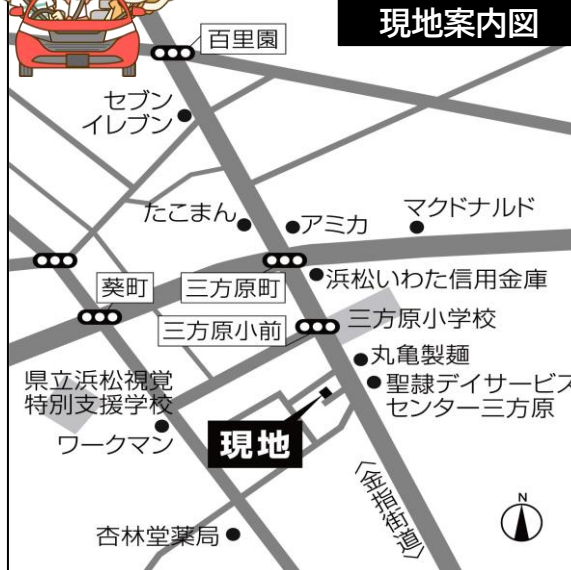 現地案内図
百里園
セブン
イレブン
たこまん
アミカ
マクドナルド
葵町
三方原町
浜松いわた信用金庫
三方原小前
三方原小学校
丸亀製麺
県立浜松視覚
特別支援学校
聖隷デイサービス
センター三方原
ワークマン
現地
〈金指街道〉
杏林堂薬局
N